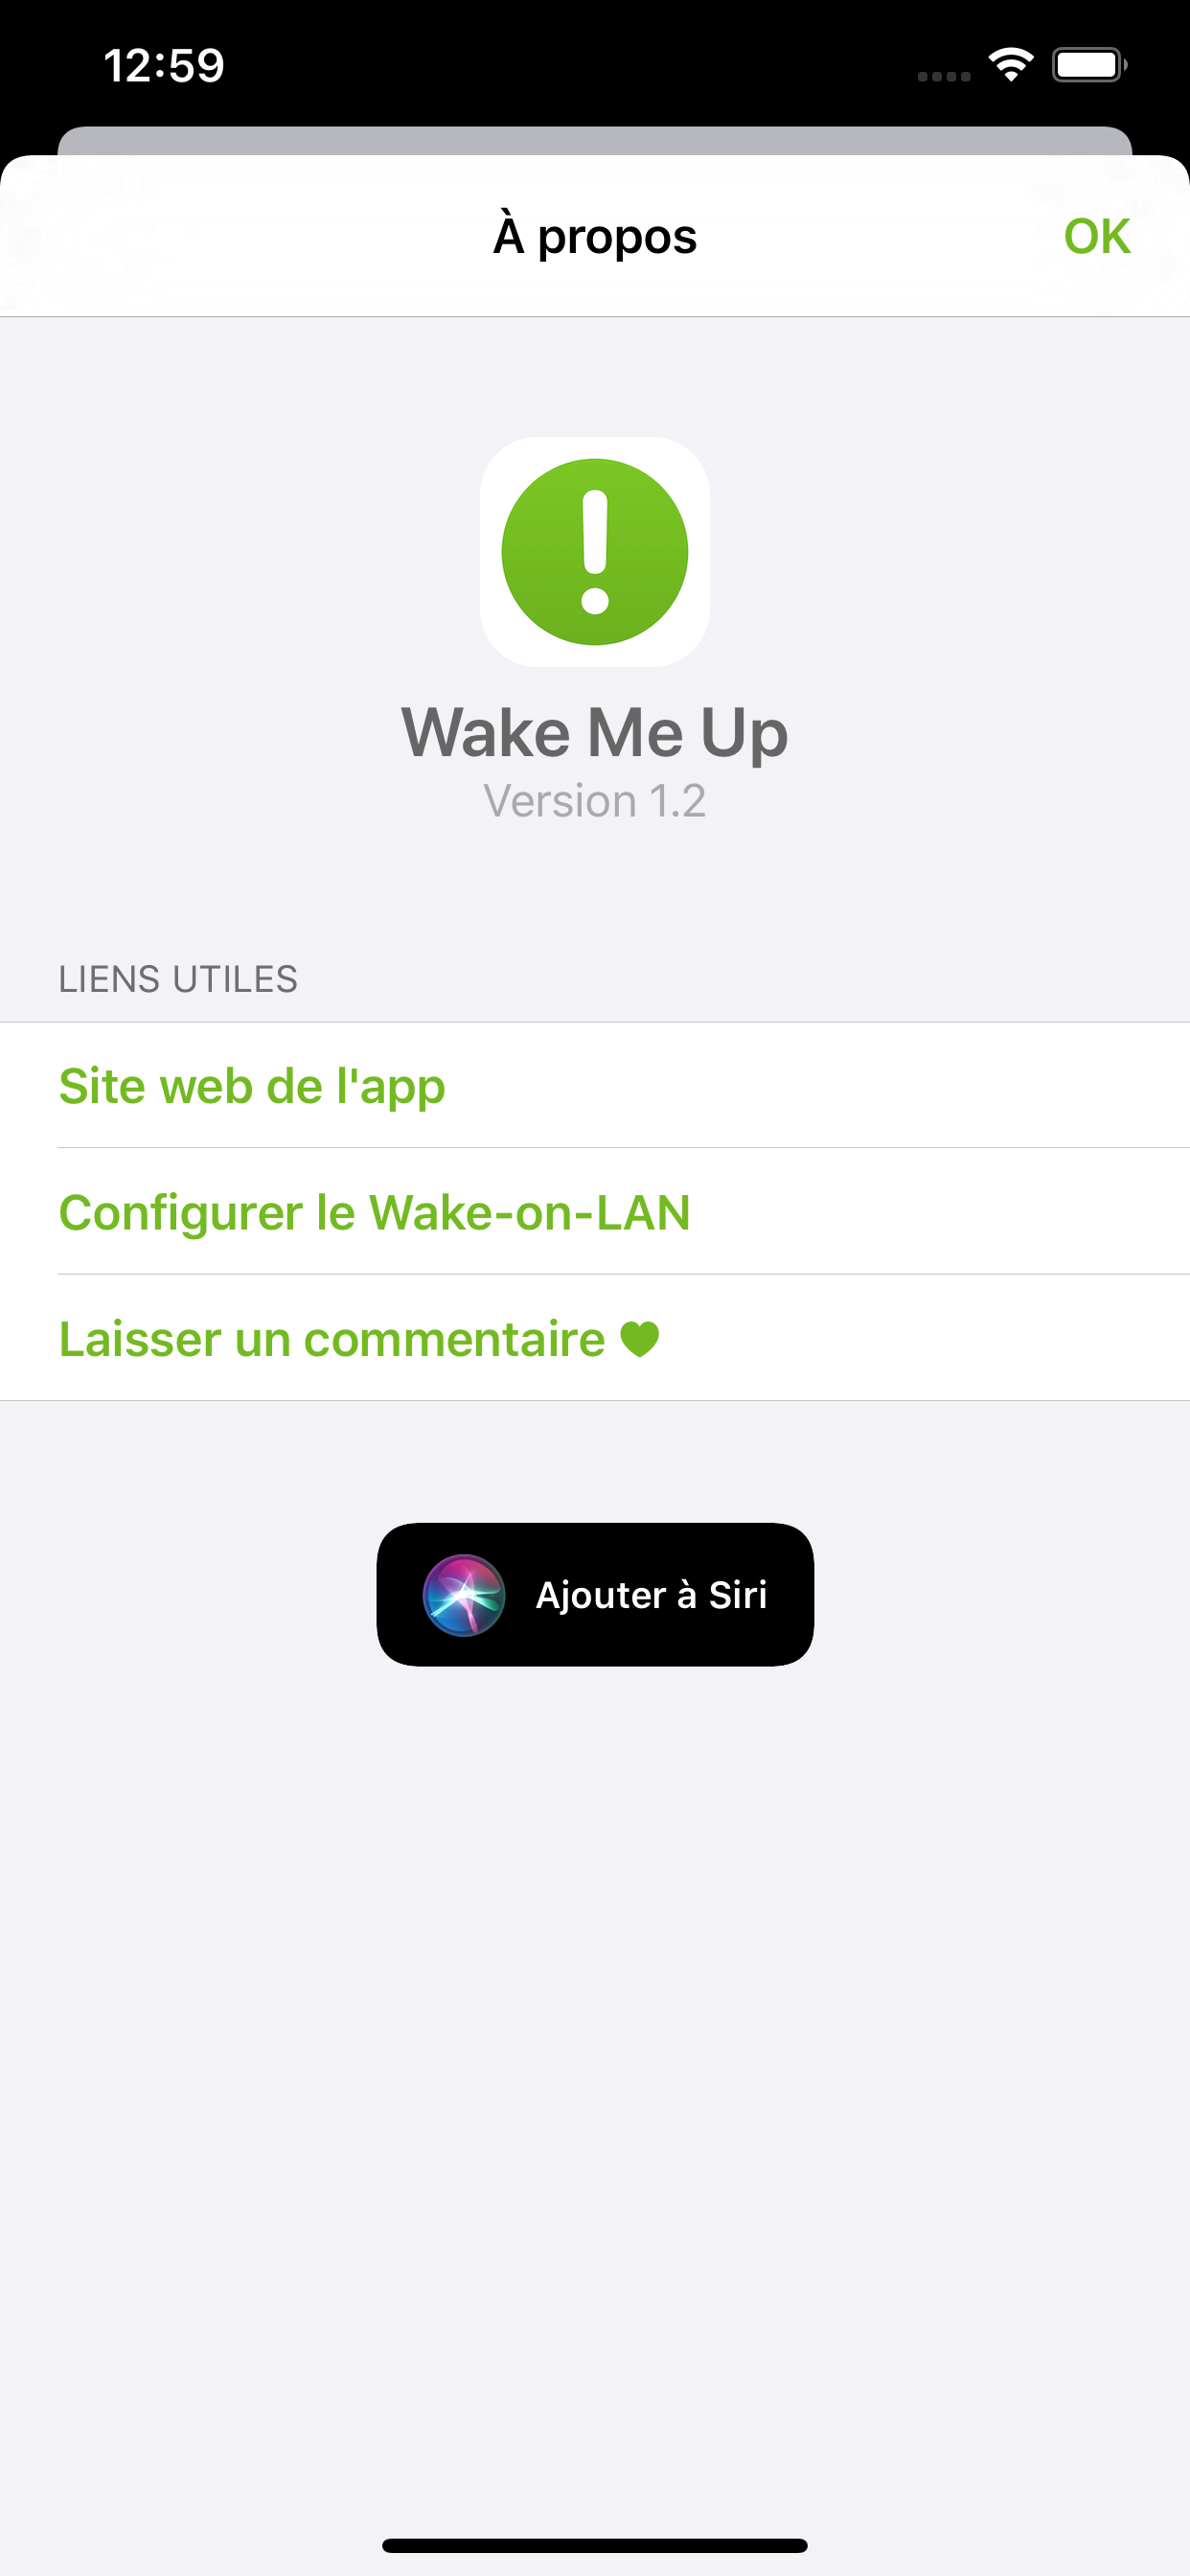 12:59
À propos
OK
Wake Me Up
Version 1.2
LIENS UTILES
Site web de l'app
Configurer le Wake-on-LAN
Laisser un commentaire
Ajouter à Siri